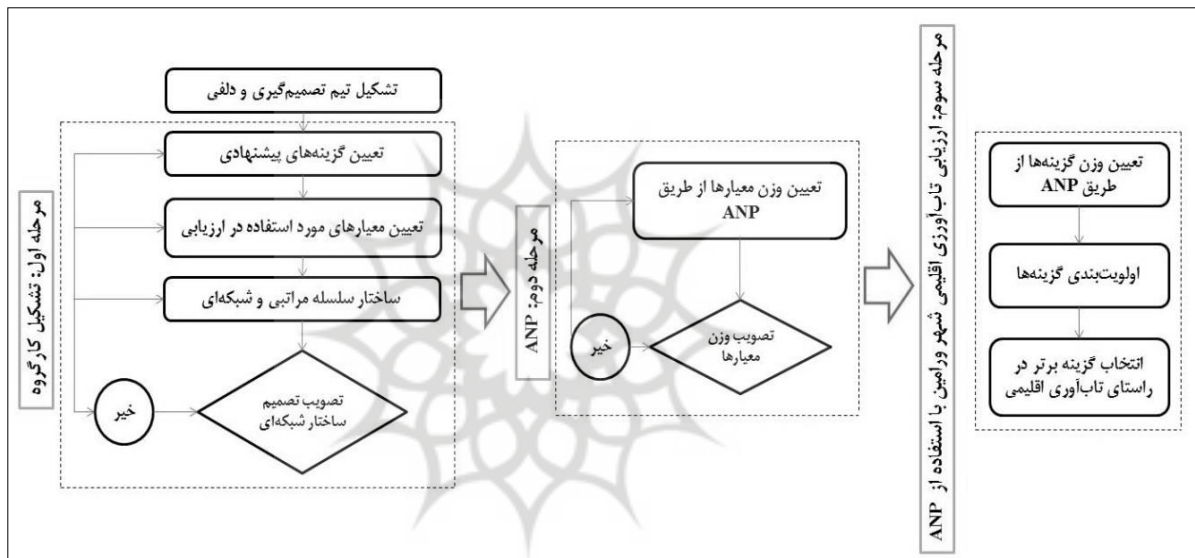 مرحله اول: تشکیل کارگروه
تشکیل تیم تصمیم‌گیری و دلفی
تعیین گزینه‌های پیشنهادی
تعیین معیارهای مورد استفاده در ارزیابی
ساختار سلسله مراتبی و شبکه‌ای
تصویب تصمیم
ساختار شبکه‌ای
خیر
مرحله دوم: ANP
تعیین وزن معیارها از طریق
ANP
تصویب وزن
معیارها
خیر
مرحله سوم: ارزیابی تاب‌آورزی اقلیمی شهر ورامین با استفاده از ANP
تعیین وزن گزینه‌ها از
طریق ANP
اولویت‌بندی گزینه‌ها
انتخاب گزینه برتر در
راستای تاب‌آوری اقلیمی